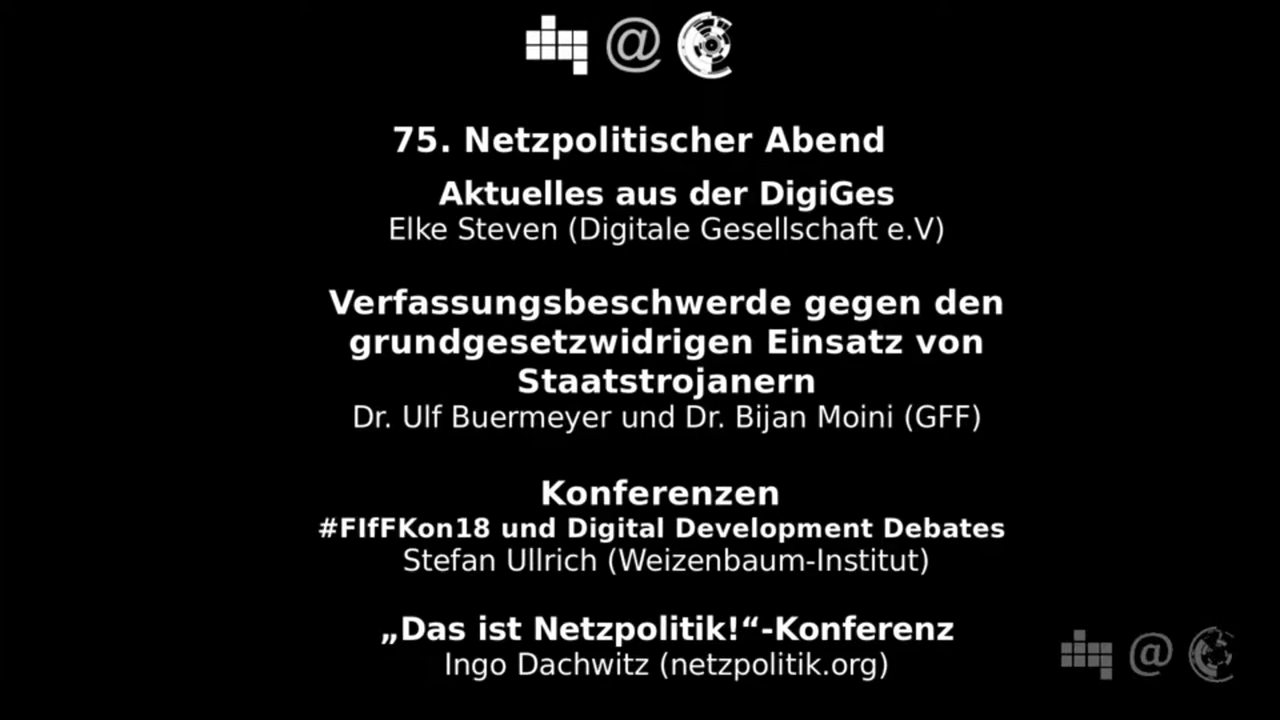 @
75. Netzpolitischer Abend
Aktuelles aus der DigiGes
Elke Steven (Digitale Gesellschaft e.V)
Verfassungsbeschwerde gegen den
grundgesetzwidrigen Einsatz von
Staatstrojanern
Dr. Ulf Buermeyer und Dr. Bijan Moini (GFF)
Konferenzen
#FIfFKon18 und Digital Development Debates
Stefan Ullrich (Weizenbaum-Institut)
„Das ist Netzpolitik!“-Konferenz
Ingo Dachwitz (netzpolitik.org)
@